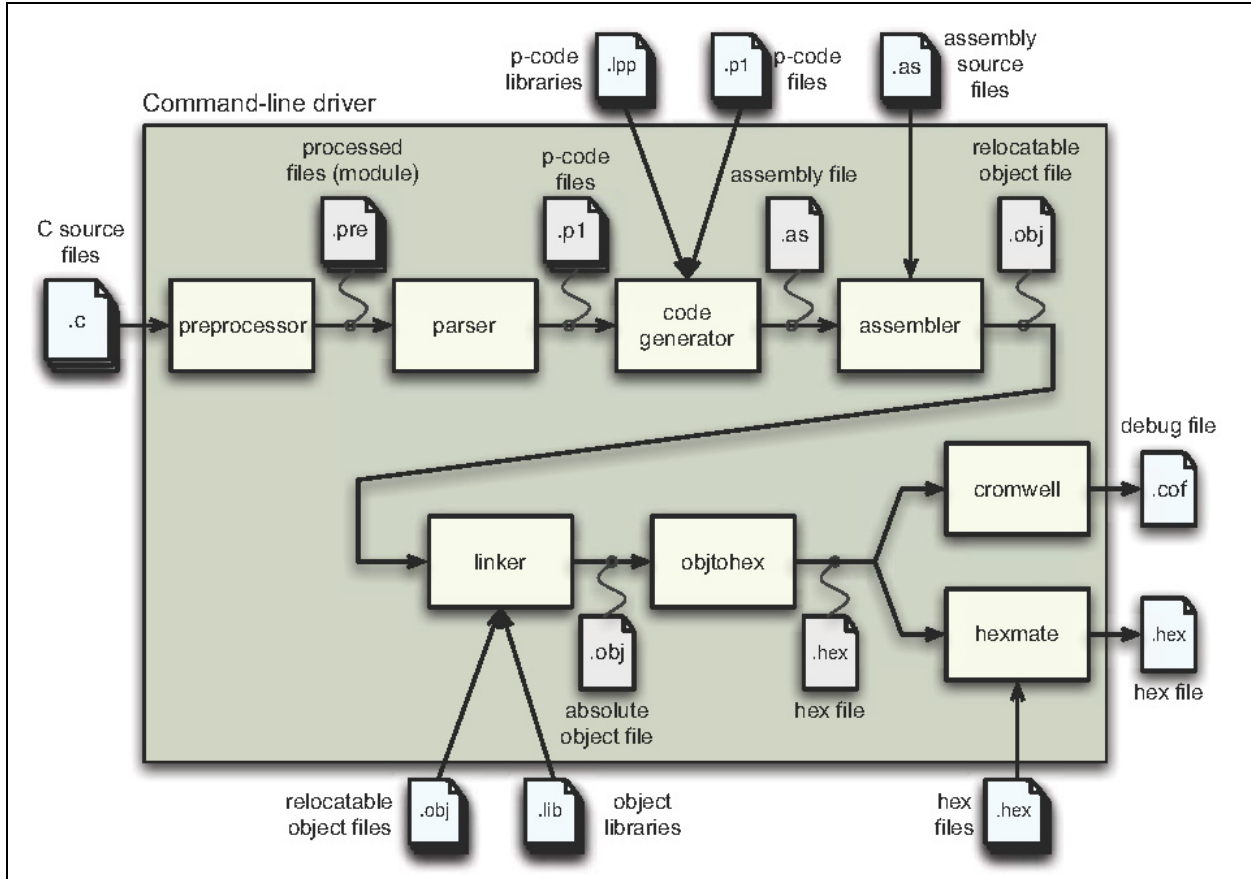 p-code
libraries
.lpp
.p1
p-code
files
.as
assembly
source
files
Command-line driver
processed
files (module)
.pre
p-code
files
.p1
assembly file
.as
relocatable
object file
.obj
C source
files
.c
preprocessor
parser
code
generator
assembler
debug file
cromwell
.cof
linker
objtohex
hexmate
.hex
hex file
.obj
absolute
object file
.hex
hex file
relocatable
object files
.obj
.lib
object
libraries
hex
files
.hex